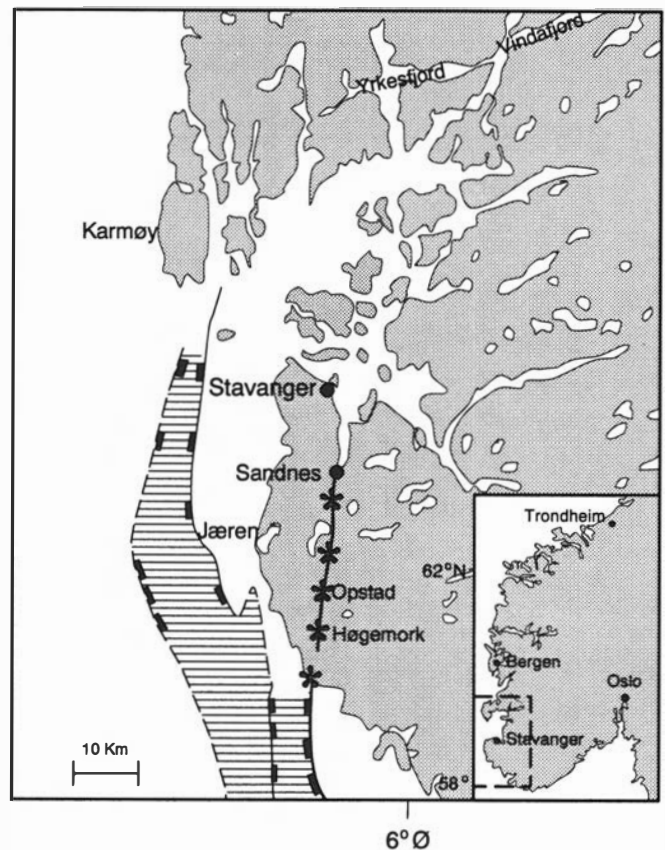 Vindafjord
Yrkesfjord
Karmøy
Stavanger
Sandnes
Jæren
Opstad
Høgemork
10 Km
Trondheim
62°N
Bergen
Oslo
Stavanger
58°
6°Ø